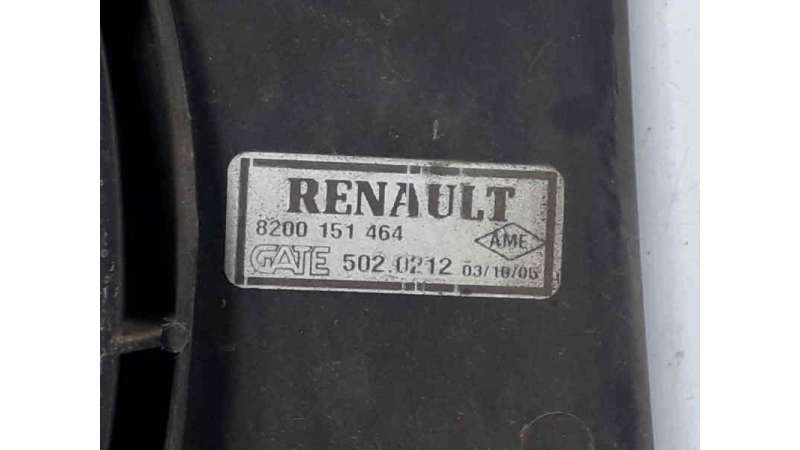 RENAULT
8200 151 464
AME
GATE 502.0212 03/10/05